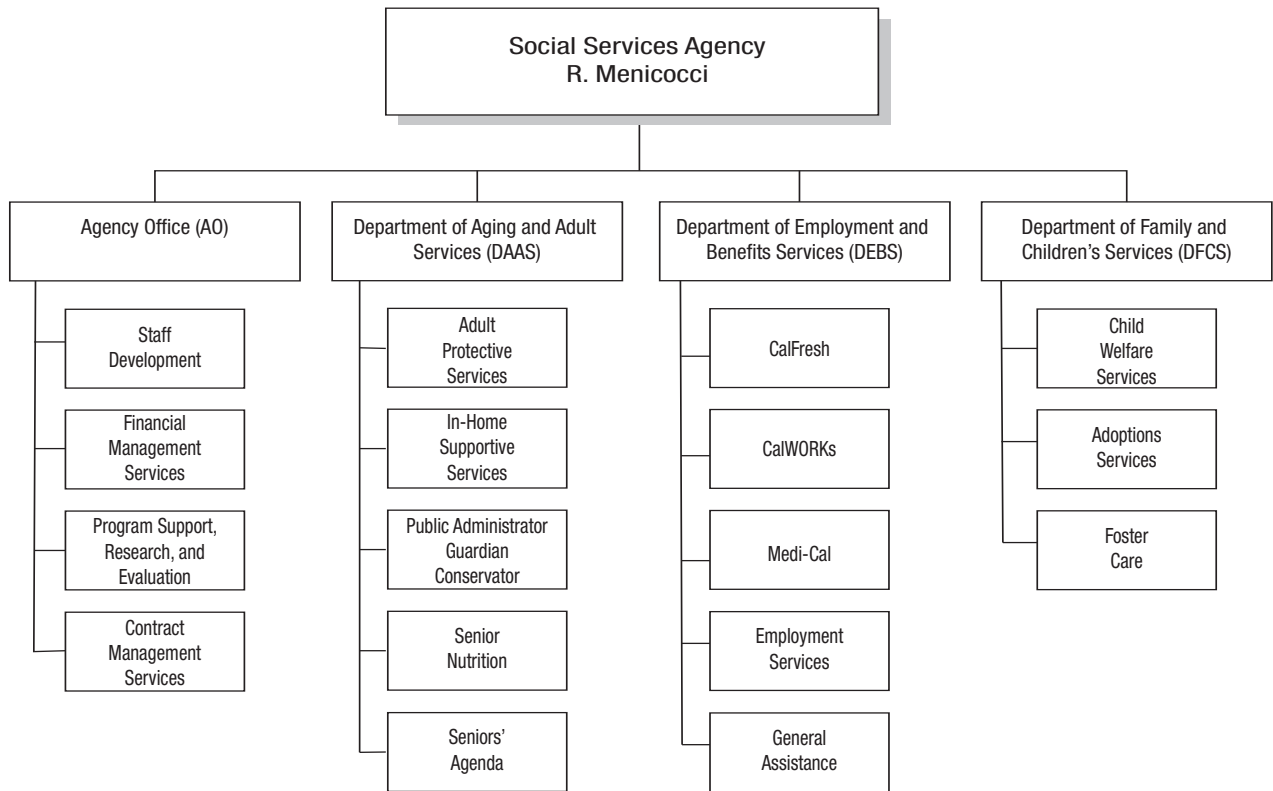 Social Services Agency
R. Menicocci
Agency Office (AO)
Staff
Development
Financial
Management
Services
Program Support,
Research, and
Evaluation
Contract
Management
Services
Department of Aging and Adult
Services (DAAS)
Adult
Protective
Services
In-Home
Supportive
Services
Public Administrator
Guardian
Conservator
Senior
Nutrition
Seniors’
Agenda
Department of Employment and
Benefits Services (DEBS)
CalFresh
CalWORKs
Medi-Cal
Employment
Services
General
Assistance
Department of Family and
Children’s Services (DFCS)
Child
Welfare
Services
Adoptions
Services
Foster
Care